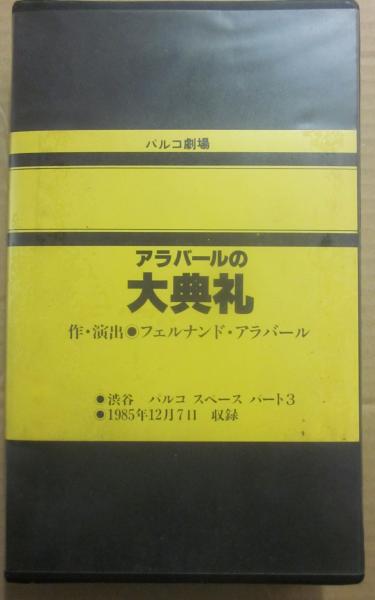 パルコ劇場
アラバールの
大典礼
作・演出●フェルナンド・アラバール
●渋谷 パルコ スペース パート3
●1985年12月7日 収録